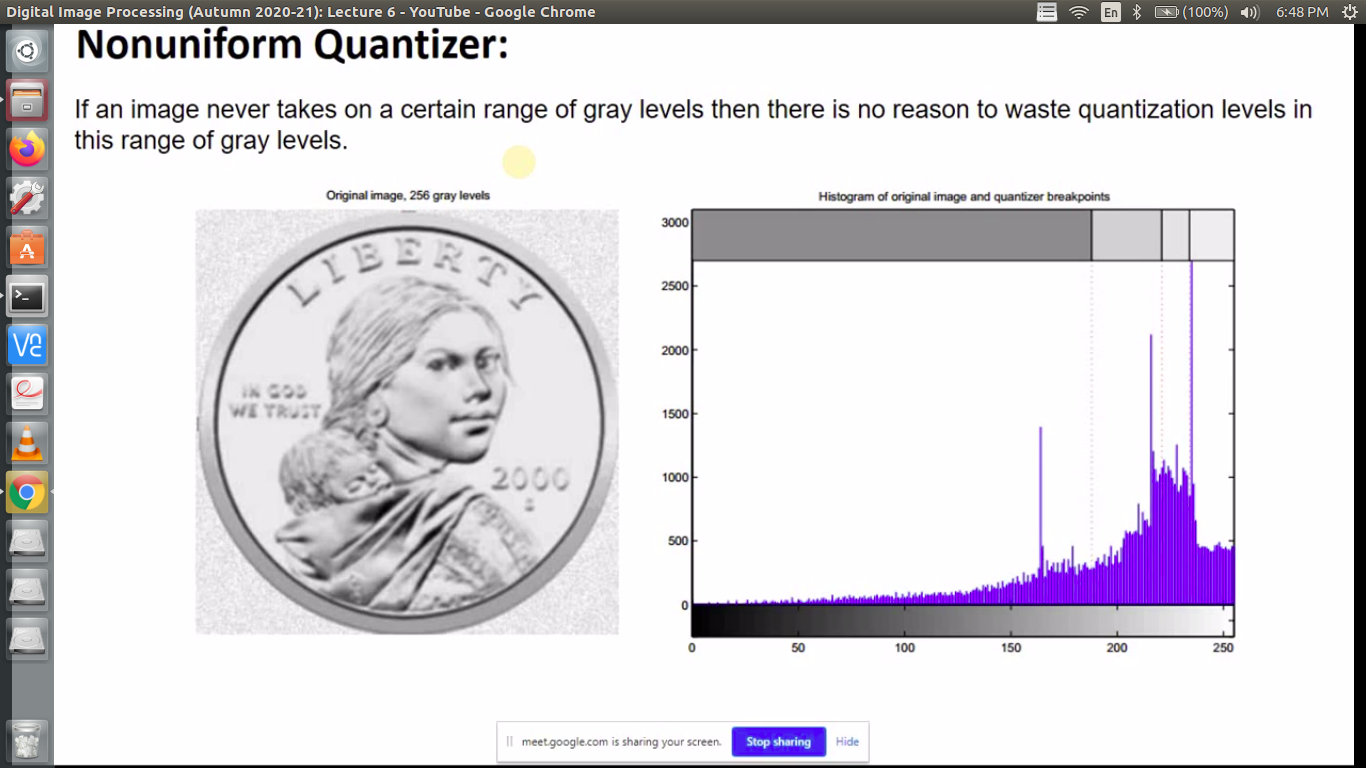 Digital Image Processing (Autumn 2020-21): Lecture 6 - YouTube - Google Chrome
En
(100%)
6:48 PM
Nonuniform Quantizer:
If an image never takes on a certain range of gray levels then there is no reason to waste quantization levels in
this range of gray levels.
Original image, 256 gray levels
LIBERTY
IN GOD
WE TRUST
2000
Histogram of original image and quantizer breakpoints
3000
2500
2000
1500
1000
500
0
0 50 100 150 200 250
meet.google.com is sharing your screen.
Stop sharing
Hide